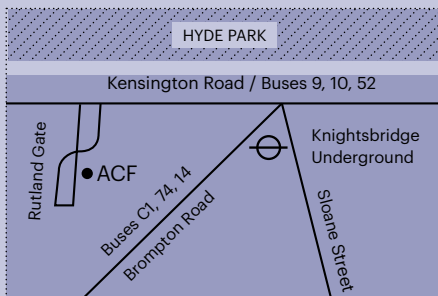 HYDE PARK
Kensington Road / Buses 9, 10, 52
Rutland Gate
ACF
Buses C1, 74, 14
Brompton Road
Knightsbridge
Underground
Sloane Street